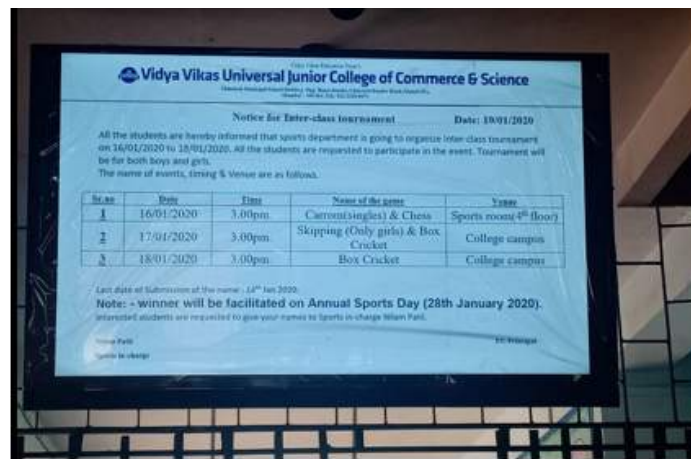 Vidya Vikas Universal Junior College of Commerce & Science
Notice for Inter-class tournament Date: 10/01/2020
All the students are hereby informed that sports department is going to organize inter-class tournament
on 16/01/2020 to 18/01/2020. All the students are requested to participate in the event. Tournament will
be for both boys and girls.
The name of events, timing & Venue are as follows.
Sr.no Date Time Name of the game Venue
1 16/01/2020 3.00pm Carrom(singles) & Chess Sports room(4th floor)
2 17/01/2020 3.00pm Skipping (Only girls) & Box Cricket College campus
3 18/01/2020 3.00pm Box Cricket College campus
Last date of Submission of the name : 14th Jan 2020.
Note: - winner will be facilitated on Annual Sports Day (28th January 2020).
Interested students are requested to give your names to Sports in-charge Nilam Patil.
Nilam Patil I/C Principal
Sports in-charge